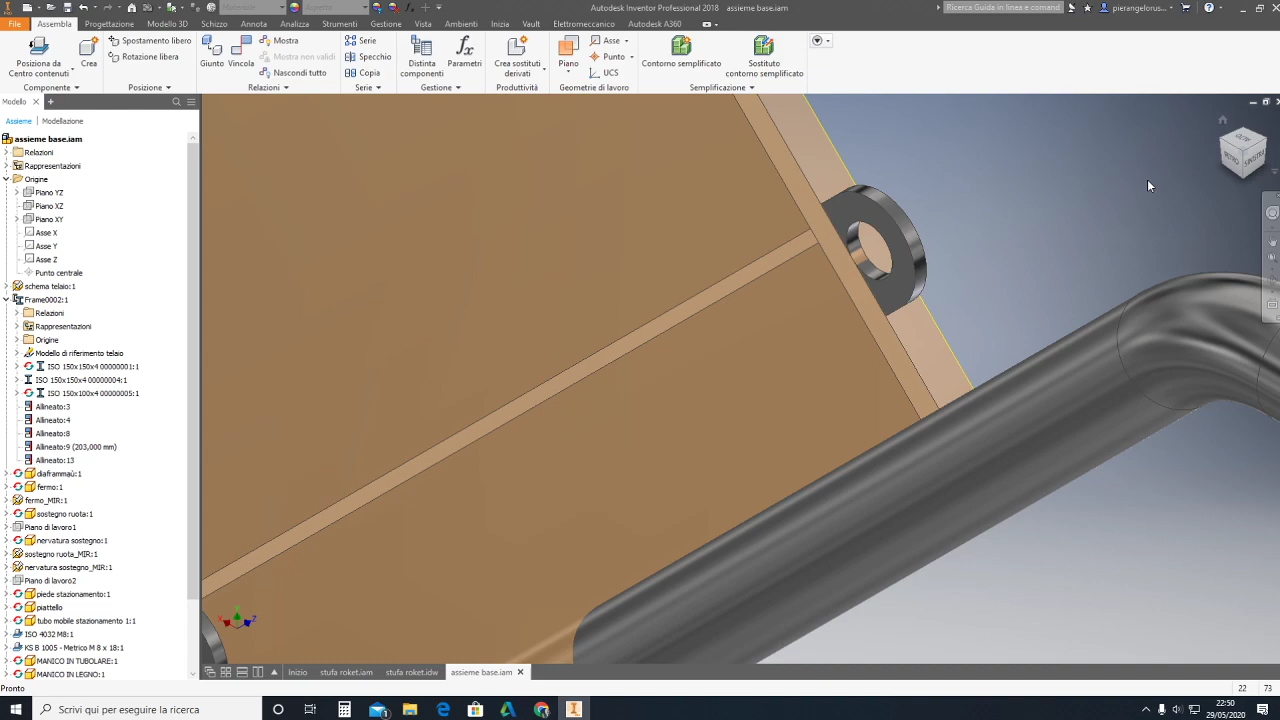 Materiale
Aspetto
Autodesk Inventor Professional 2018   assieme base.iam
Ricerca Guida in linea e comand
pierangelorus...
File
Assembla
Progettazione
Modello 3D
Schizzo
Annota
Analizza
Strumenti
Gestione
Vista
Ambienti
Inizia
Vault
Elettromeccanico
Autodesk A360
Posiziona da
Centro contenuti
Crea
Spostamento libero
Rotazione libera
Giunto
Vincola
Mostra
Mostra non validi
Nascondi tutto
Serie
Specchio
Copia
Distinta
componenti
Parametri
Crea sostituti
derivati
Piano
Asse
Punto
UCS
Contorno semplificato
Sostituto
contorno semplificato
Componente
Posizione
Relazioni
Serie
Gestione
Produttività
Geometrie di lavoro
Semplificazione
Modello
Assieme
Modellazione
assieme base.iam
Relazioni
Rappresentazioni
Origine
Piano YZ
Piano XZ
Piano XY
Asse X
Asse Y
Asse Z
Punto centrale
schema telaio:1
Frame0002:1
Relazioni
Rappresentazioni
Origine
Modello di riferimento telaio
ISO 150x150x4 00000001:1
ISO 150x150x4 00000004:1
ISO 150x100x4 00000005:1
Allineato:3
Allineato:4
Allineato:8
Allineato:9 (203,000 mm)
Allineato:13
diaframmaù:1
fermo:1
fermo_MIR:1
sostegno ruota:1
Piano di lavoro1
nervatura sostegno:1
sostegno ruota_MIR:1
nervatura sostegno_MIR:1
Piano di lavoro2
piede stazionamento:1
piattello
tubo mobile stazionamento 1:1
ISO 4032 M8:1
KS B 1005 - Metrico M 8 x 18:1
MANICO IN TUBOLARE:1
MANICO IN LEGNO:1
RETRO
SINISTRA
Inizio
stufa roket.iam
stufa roket.idw
assieme base.iam
Pronto
22
73
Scrivi qui per eseguire la ricerca
22:50
29/05/2020